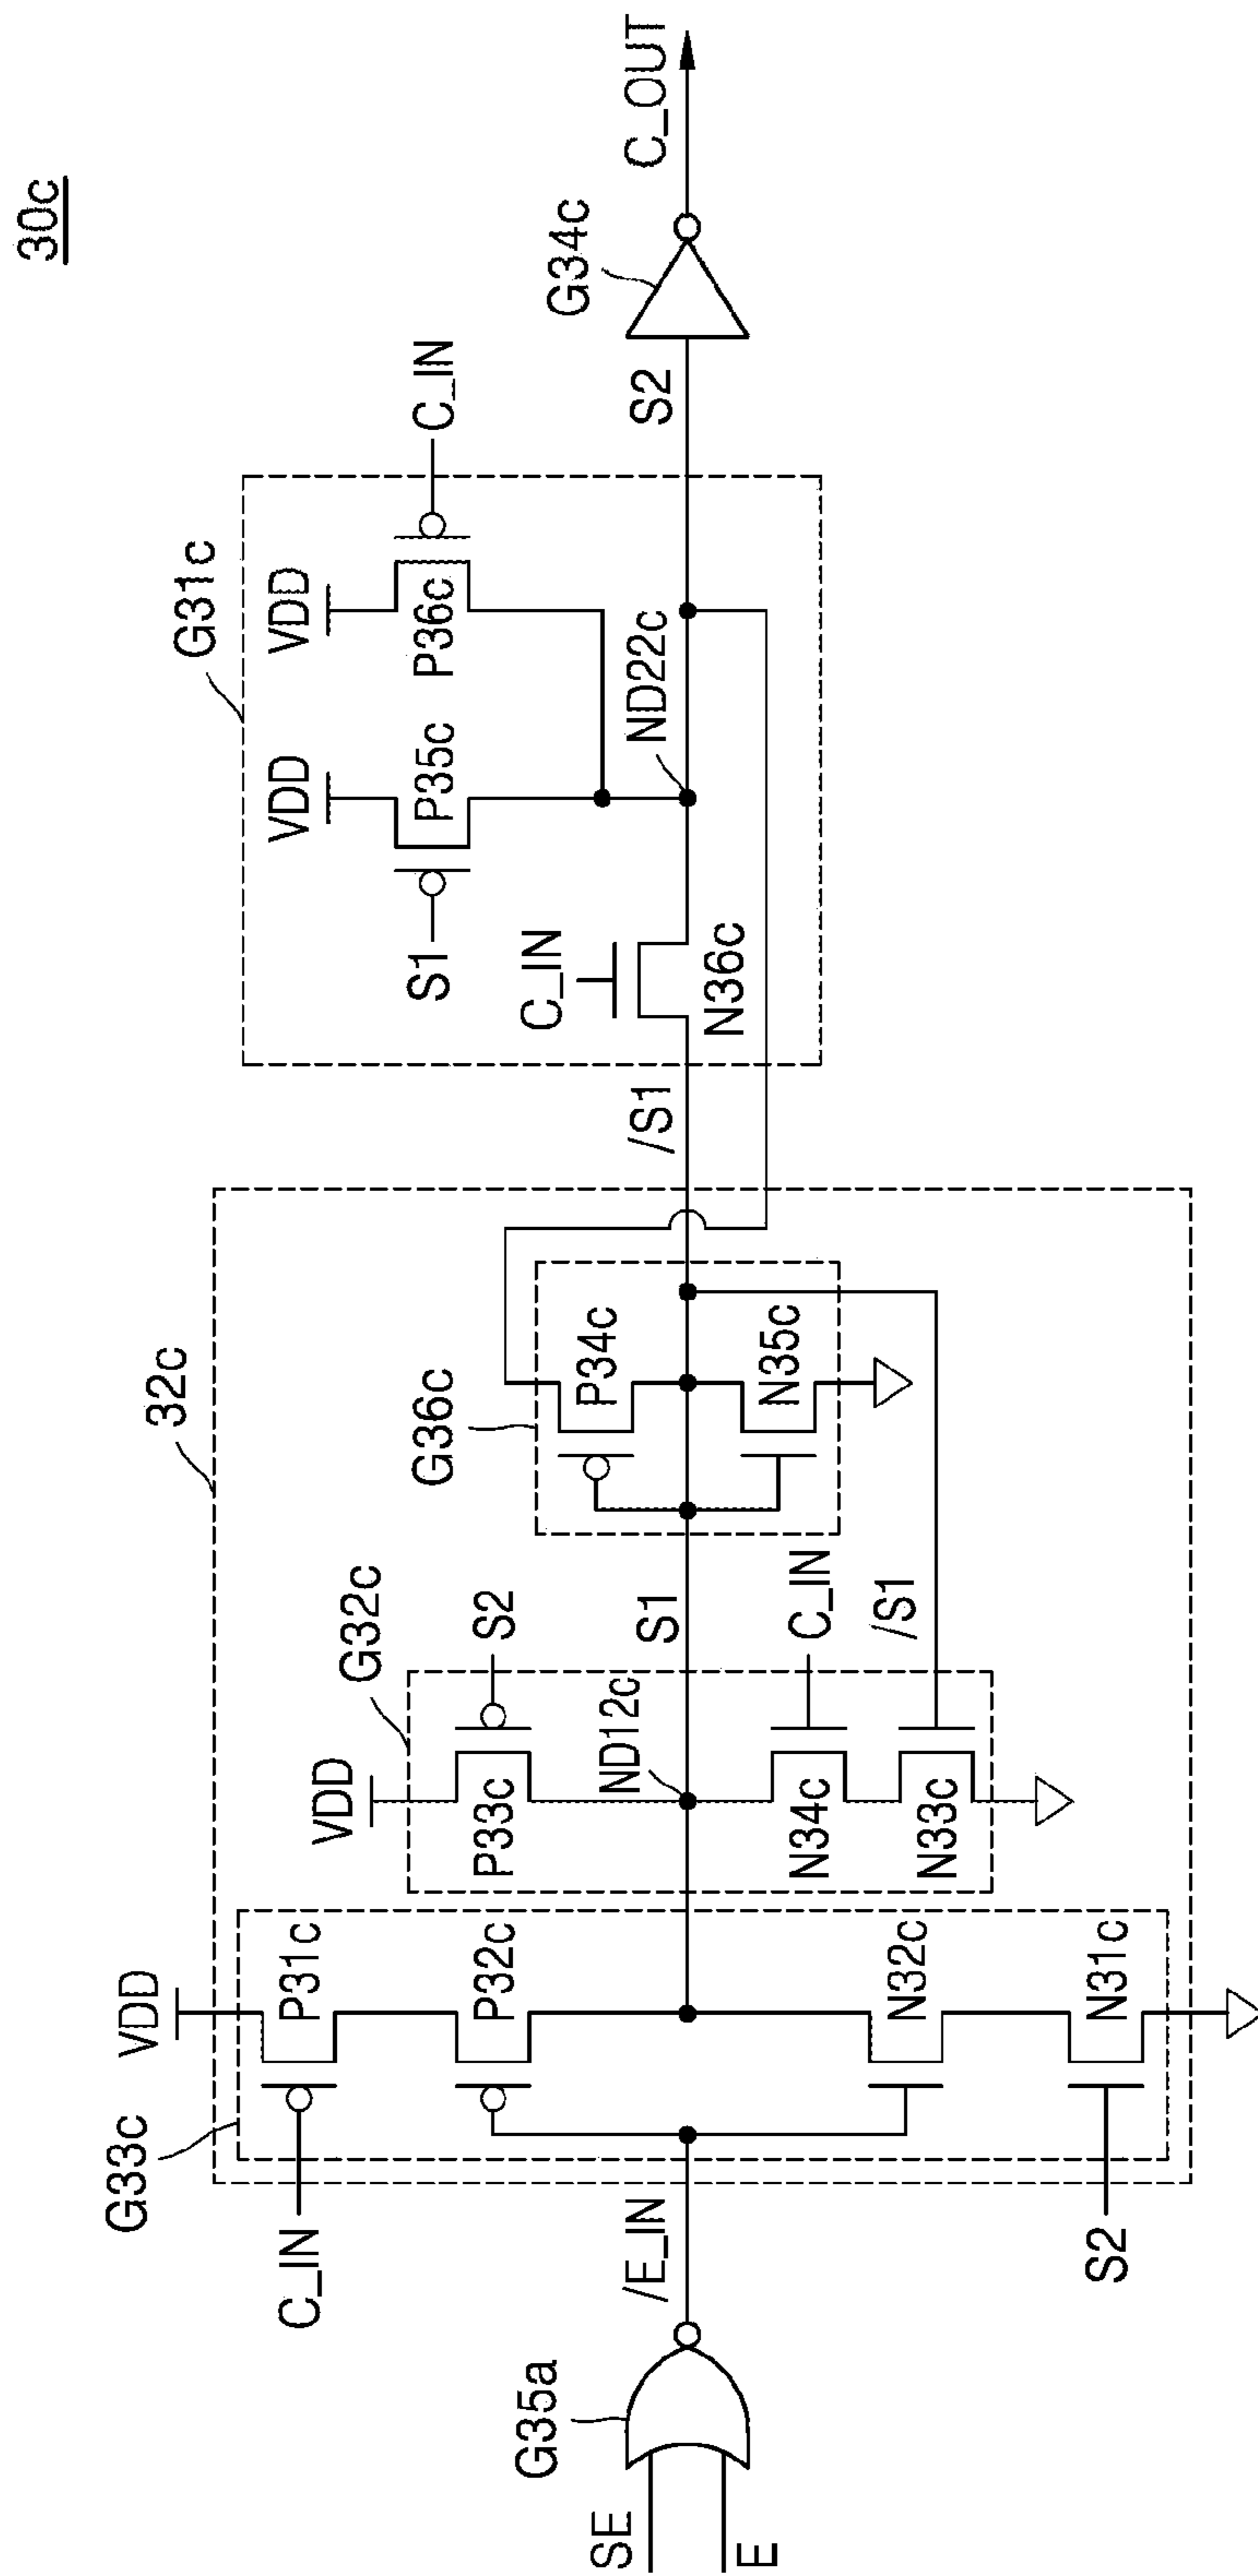 30c
SE
E
G35a
/E_IN
32c
G33c
C_IN
VDD
P31c
P32c
N32c
N31c
S2
G32c
VDD
P33c
S2
ND12c
N34c
N33c
C_IN
/S1
S1
G36c
P34c
N35c
/S1
G31c
C_IN
N36c
S1
VDD
P35c
VDD
P36c
C_IN
ND22c
S2
G34c
C_OUT